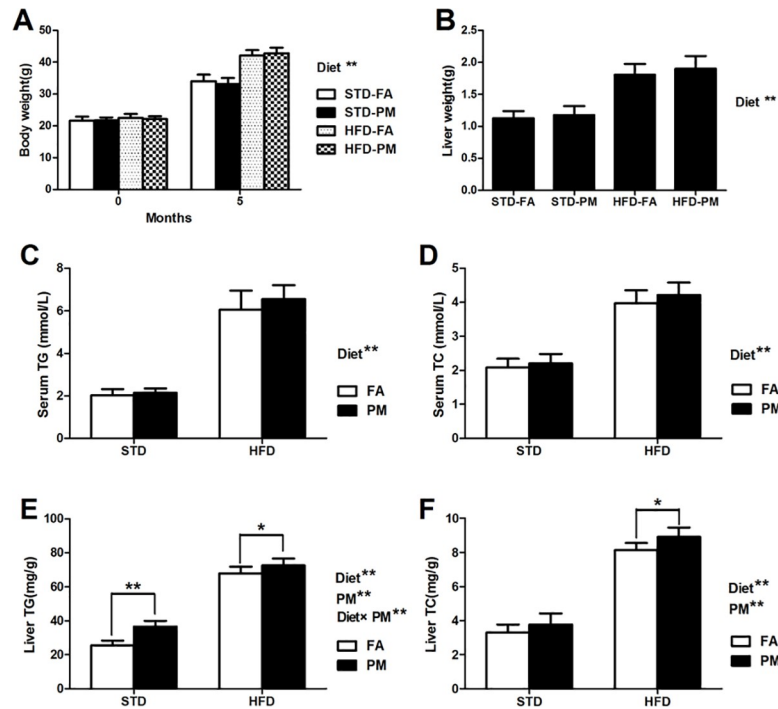 A
Body weight(g)
50
40
30
20
10
0
0
5
Months
Diet **
STD-FA
STD-PM
HFD-FA
HFD-PM
B
Liver weight(g)
2.5
2.0
1.5
1.0
0.5
0.0
STD-FA
STD-PM
HFD-FA
HFD-PM
Diet **
C
Serum TG (mmol/L)
8
6
4
2
0
STD
HFD
Diet**
FA
PM
D
Serum TC (mmol/L)
5
4
3
2
1
0
STD
HFD
Diet**
FA
PM
E
Liver TG(mg/g)
100
80
60
40
20
0
**
*
STD
HFD
Diet**
PM**
Diet× PM**
FA
PM
F
Liver TC(mg/g)
10
8
6
4
2
0
*
STD
HFD
Diet**
PM**
FA
PM